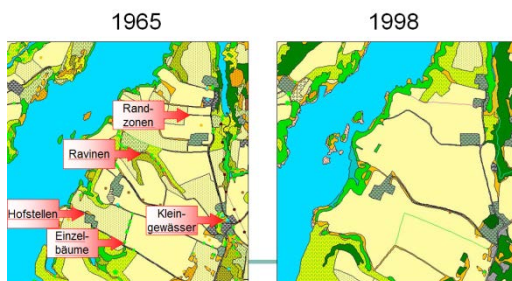 1965
1998
Rand-
zonen
Ravinen
Hofstellen
Klein-
gewässer
Einzel-
bäume